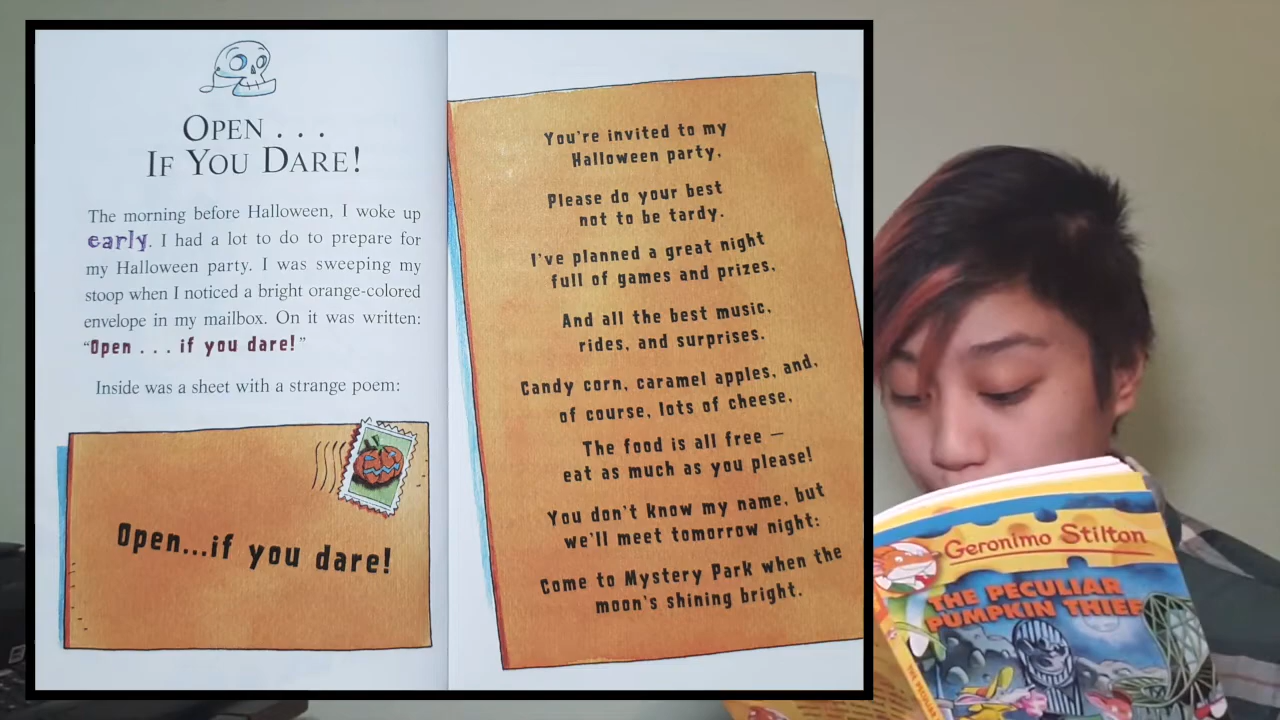 OPEN . . .
IF YOU DARE!
The morning before Halloween, I woke up
early. I had a lot to do to prepare for
my Halloween party. I was sweeping my
stoop when I noticed a bright orange-colored
envelope in my mailbox. On it was written:
“Open . . . if you dare!”
Inside was a sheet with a strange poem:
Open...if you dare!
You're invited to my
Halloween party.
Please do your best
not to be tardy.
I've planned a great night
full of games and prizes,
And all the best music,
rides, and surprises.
Candy corn, caramel apples, and,
of course, lots of cheese.
The food is all free —
eat as much as you please!
You don't know my name, but
we'll meet tomorrow night:
Come to Mystery Park when the
moon's shining bright.
Geronimo Stilton
THE PECULIAR
PUMPKIN THIEF